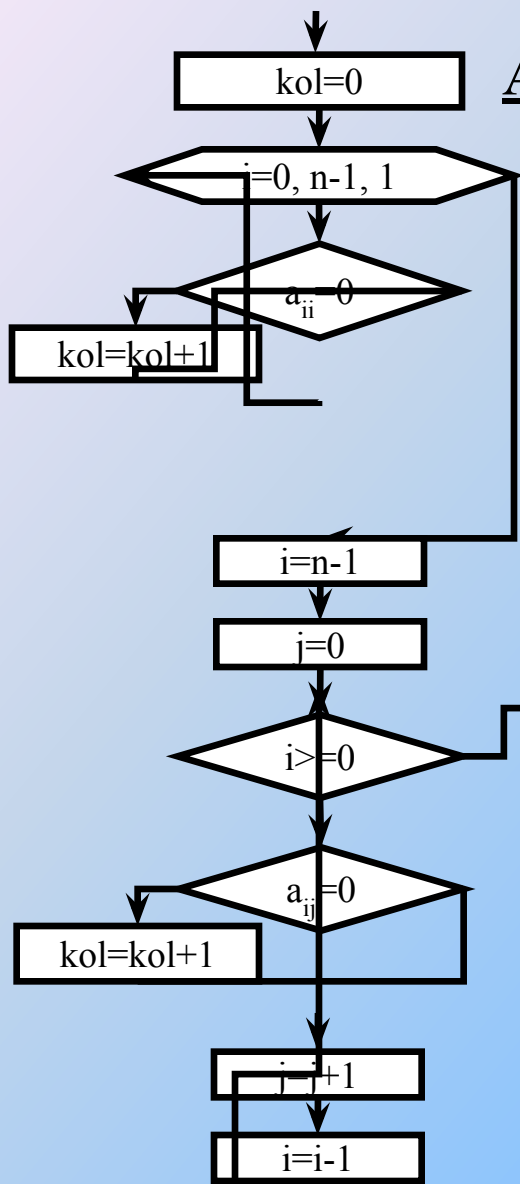 kol=0
A
i=0, n-1, 1
aii=0
kol=kol+1
i=n-1
j=0
i>=0
aij=0
kol=kol+1
j=j+1
i=i-1